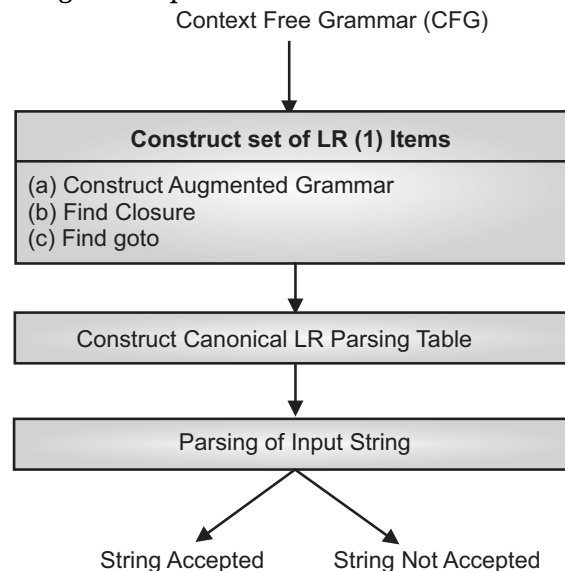 Context Free Grammar (CFG)
Construct set of LR (1) Items
(a) Construct Augmented Grammar
(b) Find Closure
(c) Find goto
Construct Canonical LR Parsing Table
Parsing of Input String
String Accepted String Not Accepted